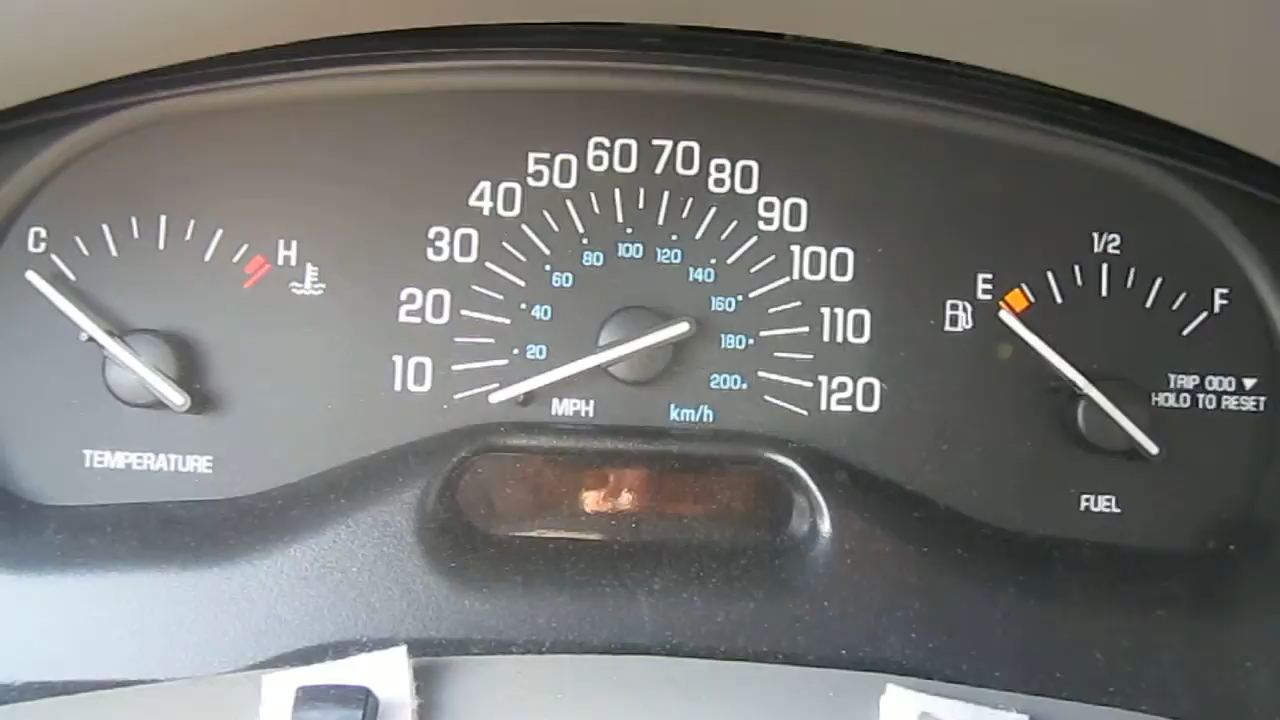 C
H
TEMPERATURE
10
20
30
40
50
60
70
80
90
100
110
120
20
40
60
80
100
120
140
160
180
200
MPH
km/h
E
1/2
F
TRIP ODO ▼
HOLD TO RESET
FUEL